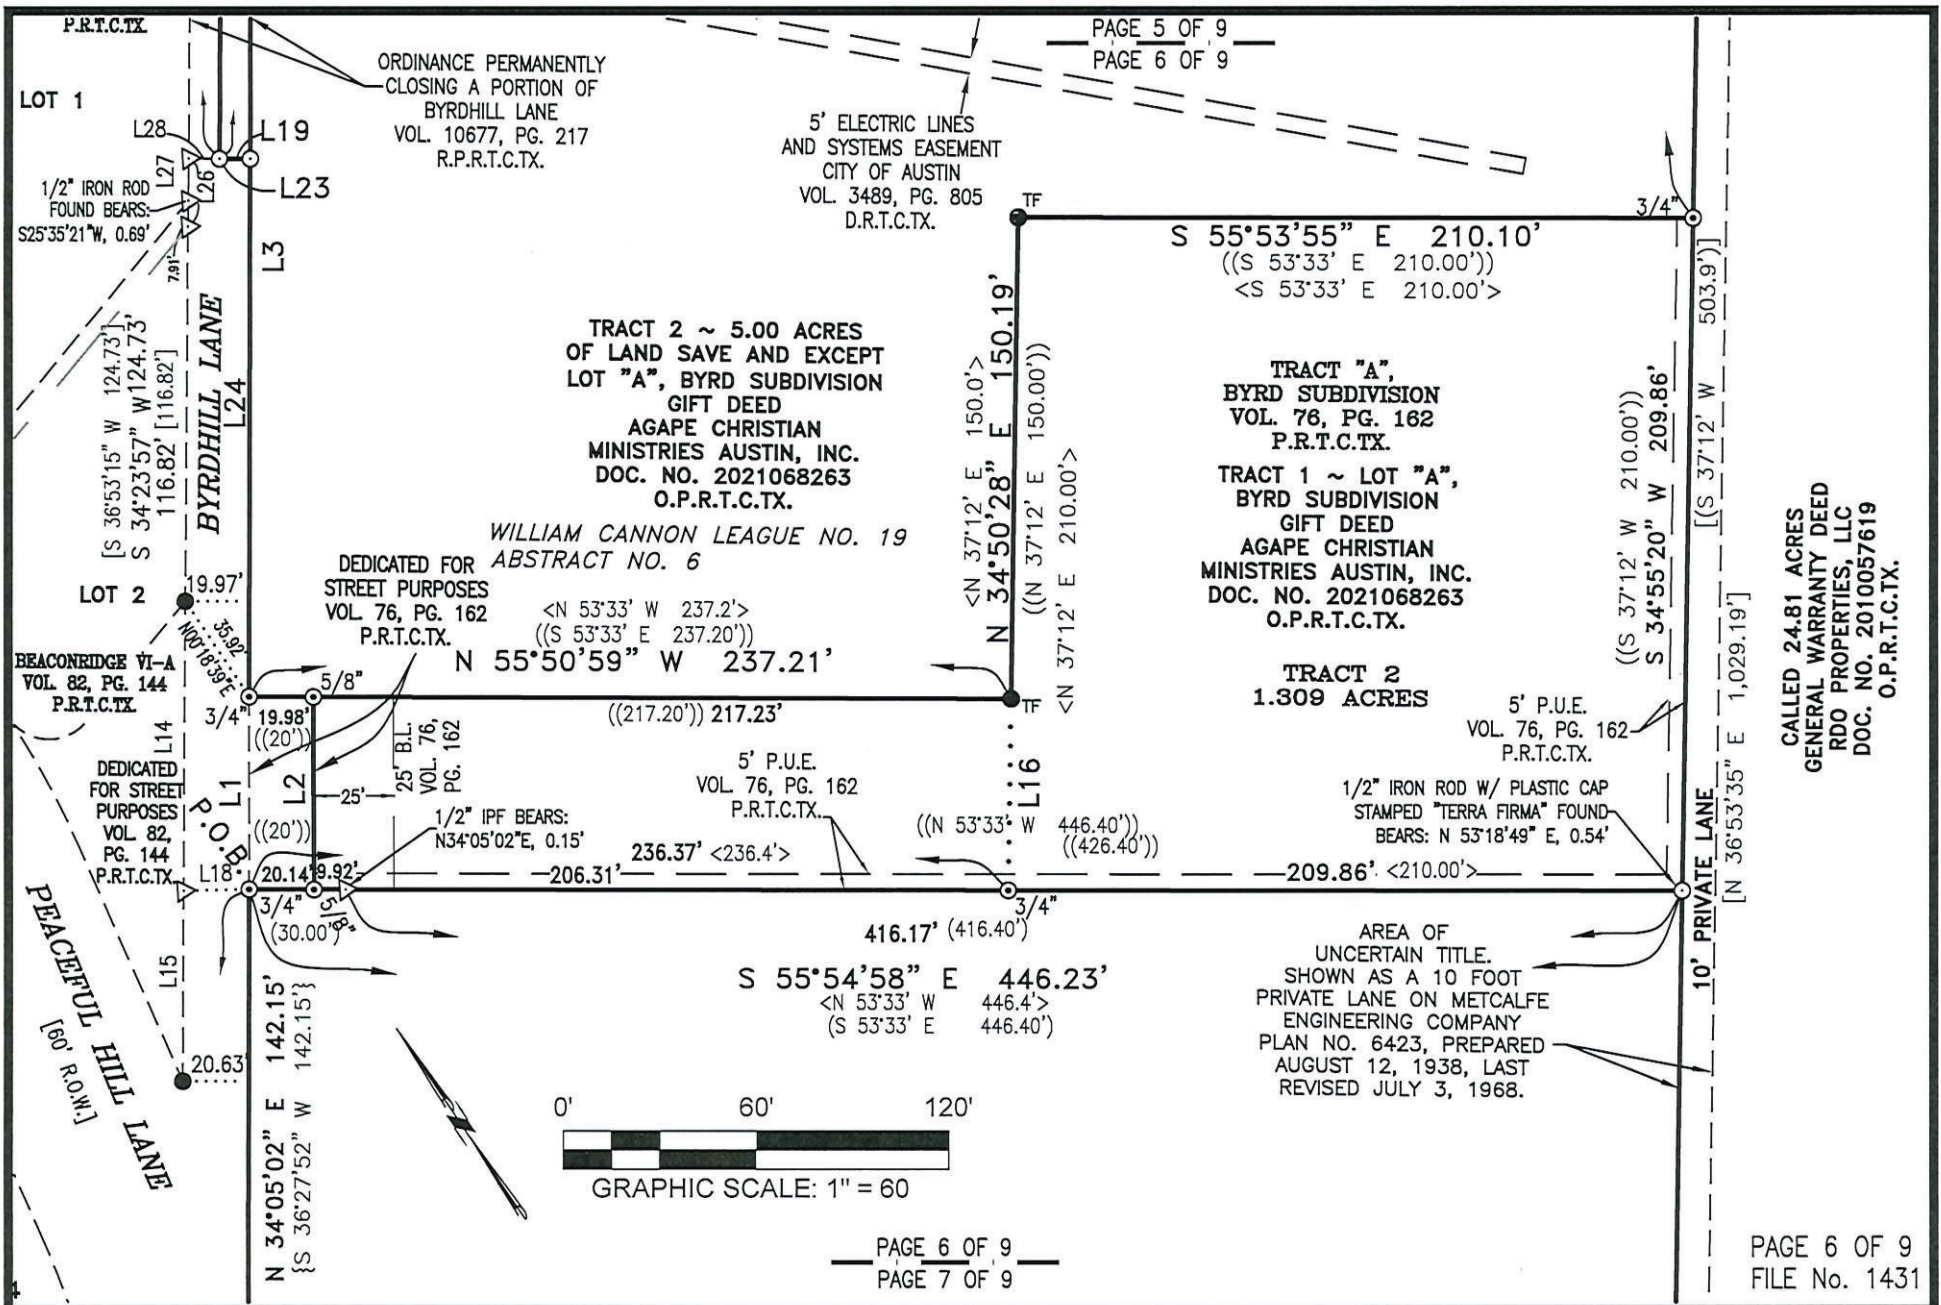 P.R.T.C.TX.
LOT 1
ORDINANCE PERMANENTLY
CLOSING A PORTION OF
BYRDHILL LANE
VOL. 10677, PG. 217
R.P.R.T.C.TX.
PAGE 5 OF 9
PAGE 6 OF 9
L28
L19
L27
L26
L23
1/2" IRON ROD
FOUND BEARS:
S25°35'21"W, 0.69'
7.91'
L3
L24
5' ELECTRIC LINES
AND SYSTEMS EASEMENT
CITY OF AUSTIN
VOL. 3489, PG. 805
D.R.T.C.TX.
TF
3/4"
S 55°53'55" E 210.10'
((S 53°33' E 210.00'))
<S 53°33' E 210.00'>
[S 36°53'15" W 124.73']
S 34°23'57" W 124.73'
116.82' [116.82']
BYRDHILL LANE
TRACT 2 ~ 5.00 ACRES
OF LAND SAVE AND EXCEPT
LOT "A", BYRD SUBDIVISION
GIFT DEED
AGAPE CHRISTIAN
MINISTRIES AUSTIN, INC.
DOC. NO. 2021068263
O.P.R.T.C.TX.
WILLIAM CANNON LEAGUE NO. 19
ABSTRACT NO. 6
<N 37°12' E 150.0'>
N 34°50'28" E 150.19'
((N 37°12' E 150.00'))
<N 37°12' E 210.00'>
TRACT "A",
BYRD SUBDIVISION
VOL. 76, PG. 162
P.R.T.C.TX.
TRACT 1 ~ LOT "A",
BYRD SUBDIVISION
GIFT DEED
AGAPE CHRISTIAN
MINISTRIES AUSTIN, INC.
DOC. NO. 2021068263
O.P.R.T.C.TX.
TRACT 2
1.309 ACRES
((S 37°12' W 210.00'))
S 34°55'20" W 209.86'
[(S 37°12' W 503.9')]
[N 36°53'35" E 1,029.19']
10' PRIVATE LANE
CALLED 24.81 ACRES
GENERAL WARRANTY DEED
RDO PROPERTIES, LLC
DOC. NO. 2010057619
O.P.R.T.C.TX.
DEDICATED FOR
STREET PURPOSES
VOL. 76, PG. 162
P.R.T.C.TX.
<N 53°33' W 237.2'>
((S 53°33' E 237.20'))
N 55°50'59" W 237.21'
LOT 2
19.97'
35.92'
N00°18'39"E
BEACONRIDGE VI-A
VOL. 82, PG. 144
P.R.T.C.TX.
5/8"
3/4"
19.98'
((20'))
((217.20')) 217.23'
TF
L14
L1
L2
L16
25'
25' B.L.
VOL. 76,
PG. 162
5' P.U.E.
VOL. 76, PG. 162
P.R.T.C.TX.
5' P.U.E.
VOL. 76, PG. 162
P.R.T.C.TX.
DEDICATED
FOR STREET
PURPOSES
VOL. 82,
PG. 144
P.R.T.C.TX.
P.O.B.
((20'))
1/2" IPF BEARS:
N34°05'02"E, 0.15'
((N 53°33' W 446.40'))
((426.40'))
1/2" IRON ROD W/ PLASTIC CAP
STAMPED "TERRA FIRMA" FOUND
BEARS: N 53°18'49" E, 0.54'
236.37' <236.4'>
L18
20.14'
9.92'
206.31'
209.86' <210.00'>
3/4"
5/8"
3/4"
(30.00')
416.17' (416.40')
S 55°54'58" E 446.23'
<N 53°33' W 446.4'>
(S 53°33' E 446.40')
AREA OF
UNCERTAIN TITLE.
SHOWN AS A 10 FOOT
PRIVATE LANE ON METCALFE
ENGINEERING COMPANY
PLAN NO. 6423, PREPARED
AUGUST 12, 1938, LAST
REVISED JULY 3, 1968.
L15
20.63'
PEACEFUL HILL LANE
[60' R.O.W.]
N 34°05'02" E 142.15'
{S 36°27'52" W 142.15'}
0' 60' 120'
GRAPHIC SCALE: 1" = 60
PAGE 6 OF 9
PAGE 7 OF 9
PAGE 6 OF 9
FILE No. 1431